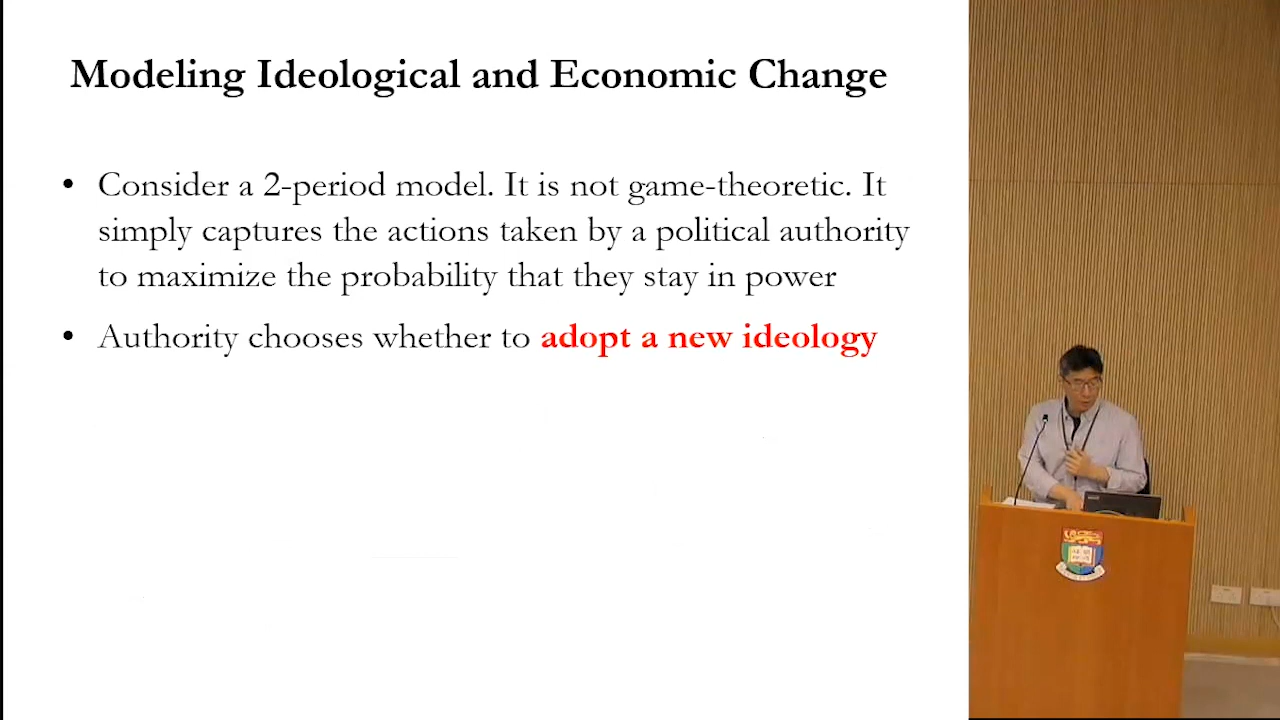 Modeling Ideological and Economic Change
• Consider a 2-period model. It is not game-theoretic. It
simply captures the actions taken by a political authority
to maximize the probability that they stay in power
• Authority chooses whether to adopt a new ideology